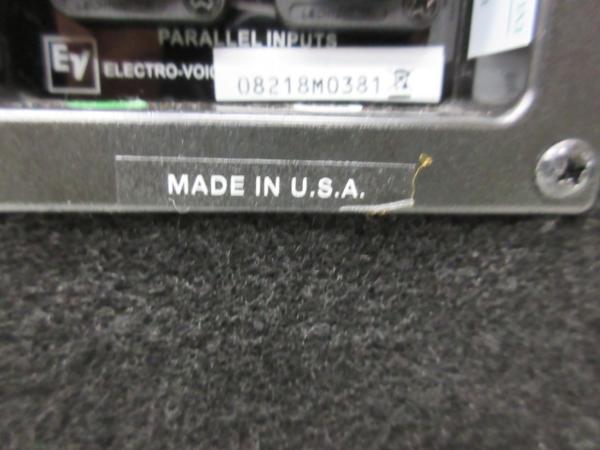 PARALLEL INPUTS
EV ELECTRO-VOIC
08218M0381
MADE IN U.S.A.